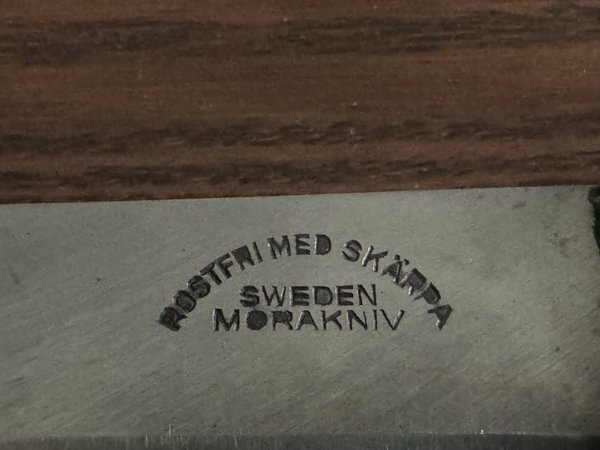 ROSTFRI MED SKÄRPA
SWEDEN
MORAKNIV